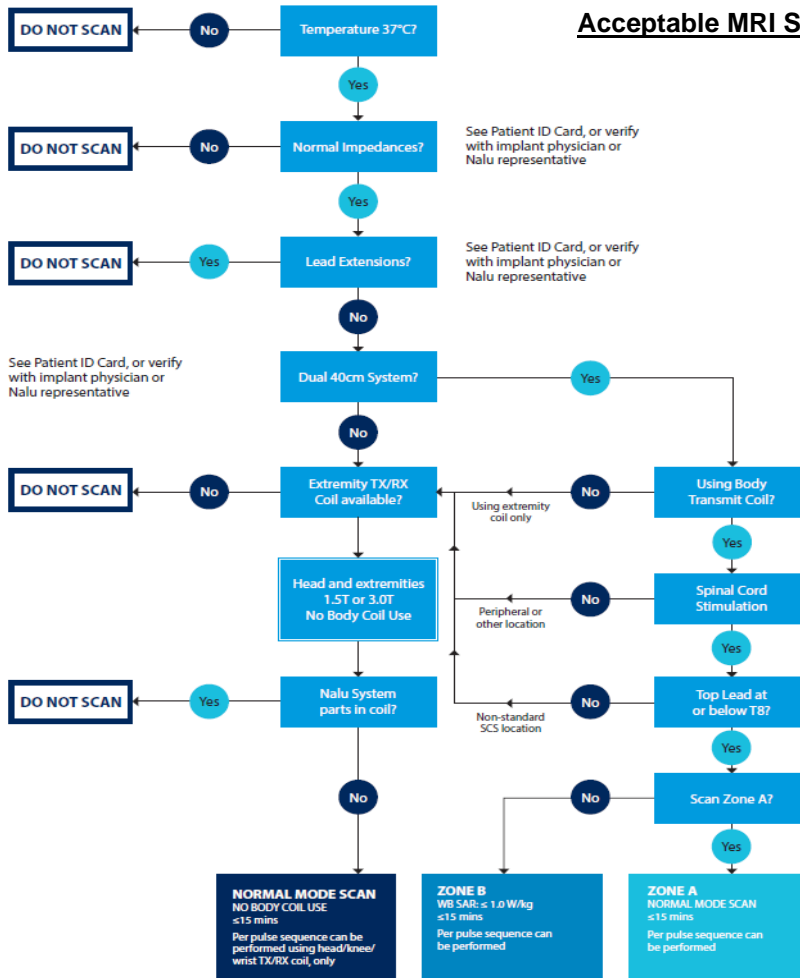 Acceptable MRI S
DO NOT SCAN
No
Temperature 37°C?
Yes
DO NOT SCAN
No
Normal Impedances?
See Patient ID Card, or verify
with implant physician or
Nalu representative
Yes
DO NOT SCAN
Yes
Lead Extensions?
See Patient ID Card, or verify
with implant physician or
Nalu representative
No
See Patient ID Card, or verify
with implant physician or
Nalu representative
Dual 40cm System?
Yes
No
DO NOT SCAN
No
Extremity TX/RX
Coil available?
Using extremity
coil only
No
Using Body
Transmit Coil?
Yes
Head and extremities
1.5T or 3.0T
No Body Coil Use
Peripheral or
other location
No
Spinal Cord
Stimulation
Yes
DO NOT SCAN
Yes
Nalu System
parts in coil?
Non-standard
SCS location
No
Top Lead at
or below T8?
Yes
No
No
Scan Zone A?
Yes
NORMAL MODE SCAN
NO BODY COIL USE
≤15 mins
Per pulse sequence can be
performed using head/knee/
wrist TX/RX coil, only
ZONE B
WB SAR: ≤ 1.0 W/kg
≤15 mins
Per pulse sequence can
be performed
ZONE A
NORMAL MODE SCAN
≤15 mins
Per pulse sequence can
be performed